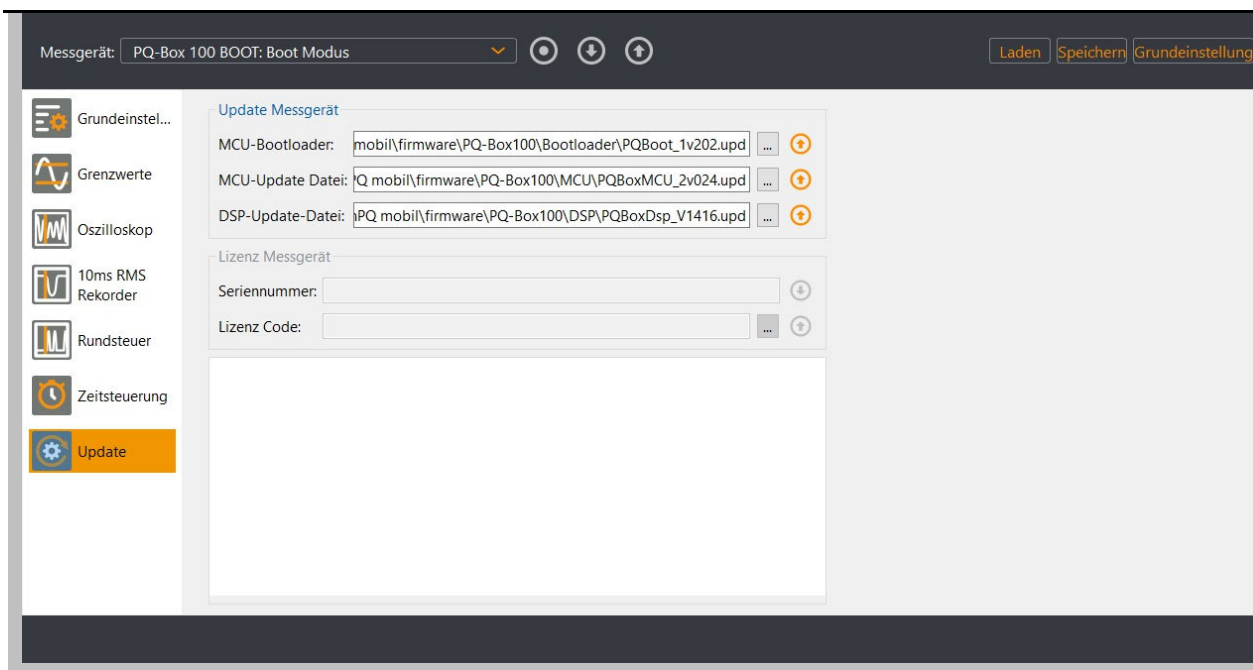 Messgerät: PQ-Box 100 BOOT: Boot Modus
Laden Speichern Grundeinstellung
Grundeinstel...
Grenzwerte
Oszilloskop
10ms RMS
Rekorder
Rundsteuer
Zeitsteuerung
Update
Update Messgerät
MCU-Bootloader: mobil\firmware\PQ-Box100\Bootloader\PQBoot_1v202.upd ...
MCU-Update Datei: PQ mobil\firmware\PQ-Box100\MCU\PQBoxMCU_2v024.upd ...
DSP-Update-Datei: nPQ mobil\firmware\PQ-Box100\DSP\PQBoxDsp_V1416.upd ...
Lizenz Messgerät
Seriennummer:
Lizenz Code: ...